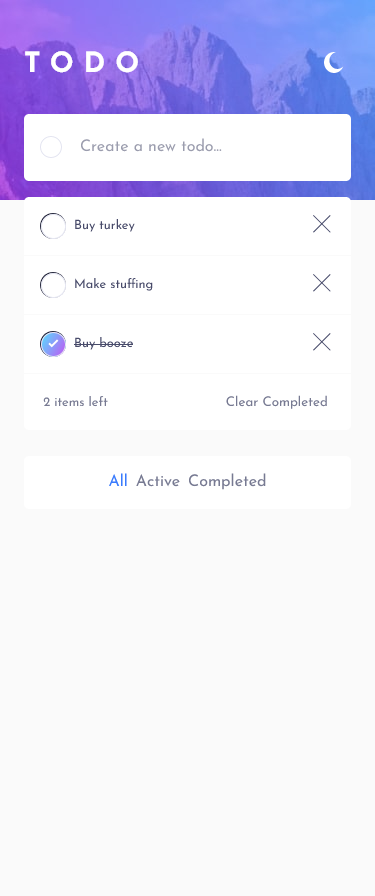 TODO
Create a new todo...
Buy turkey
Make stuffing
Buy booze
2 items left Clear Completed
All Active Completed